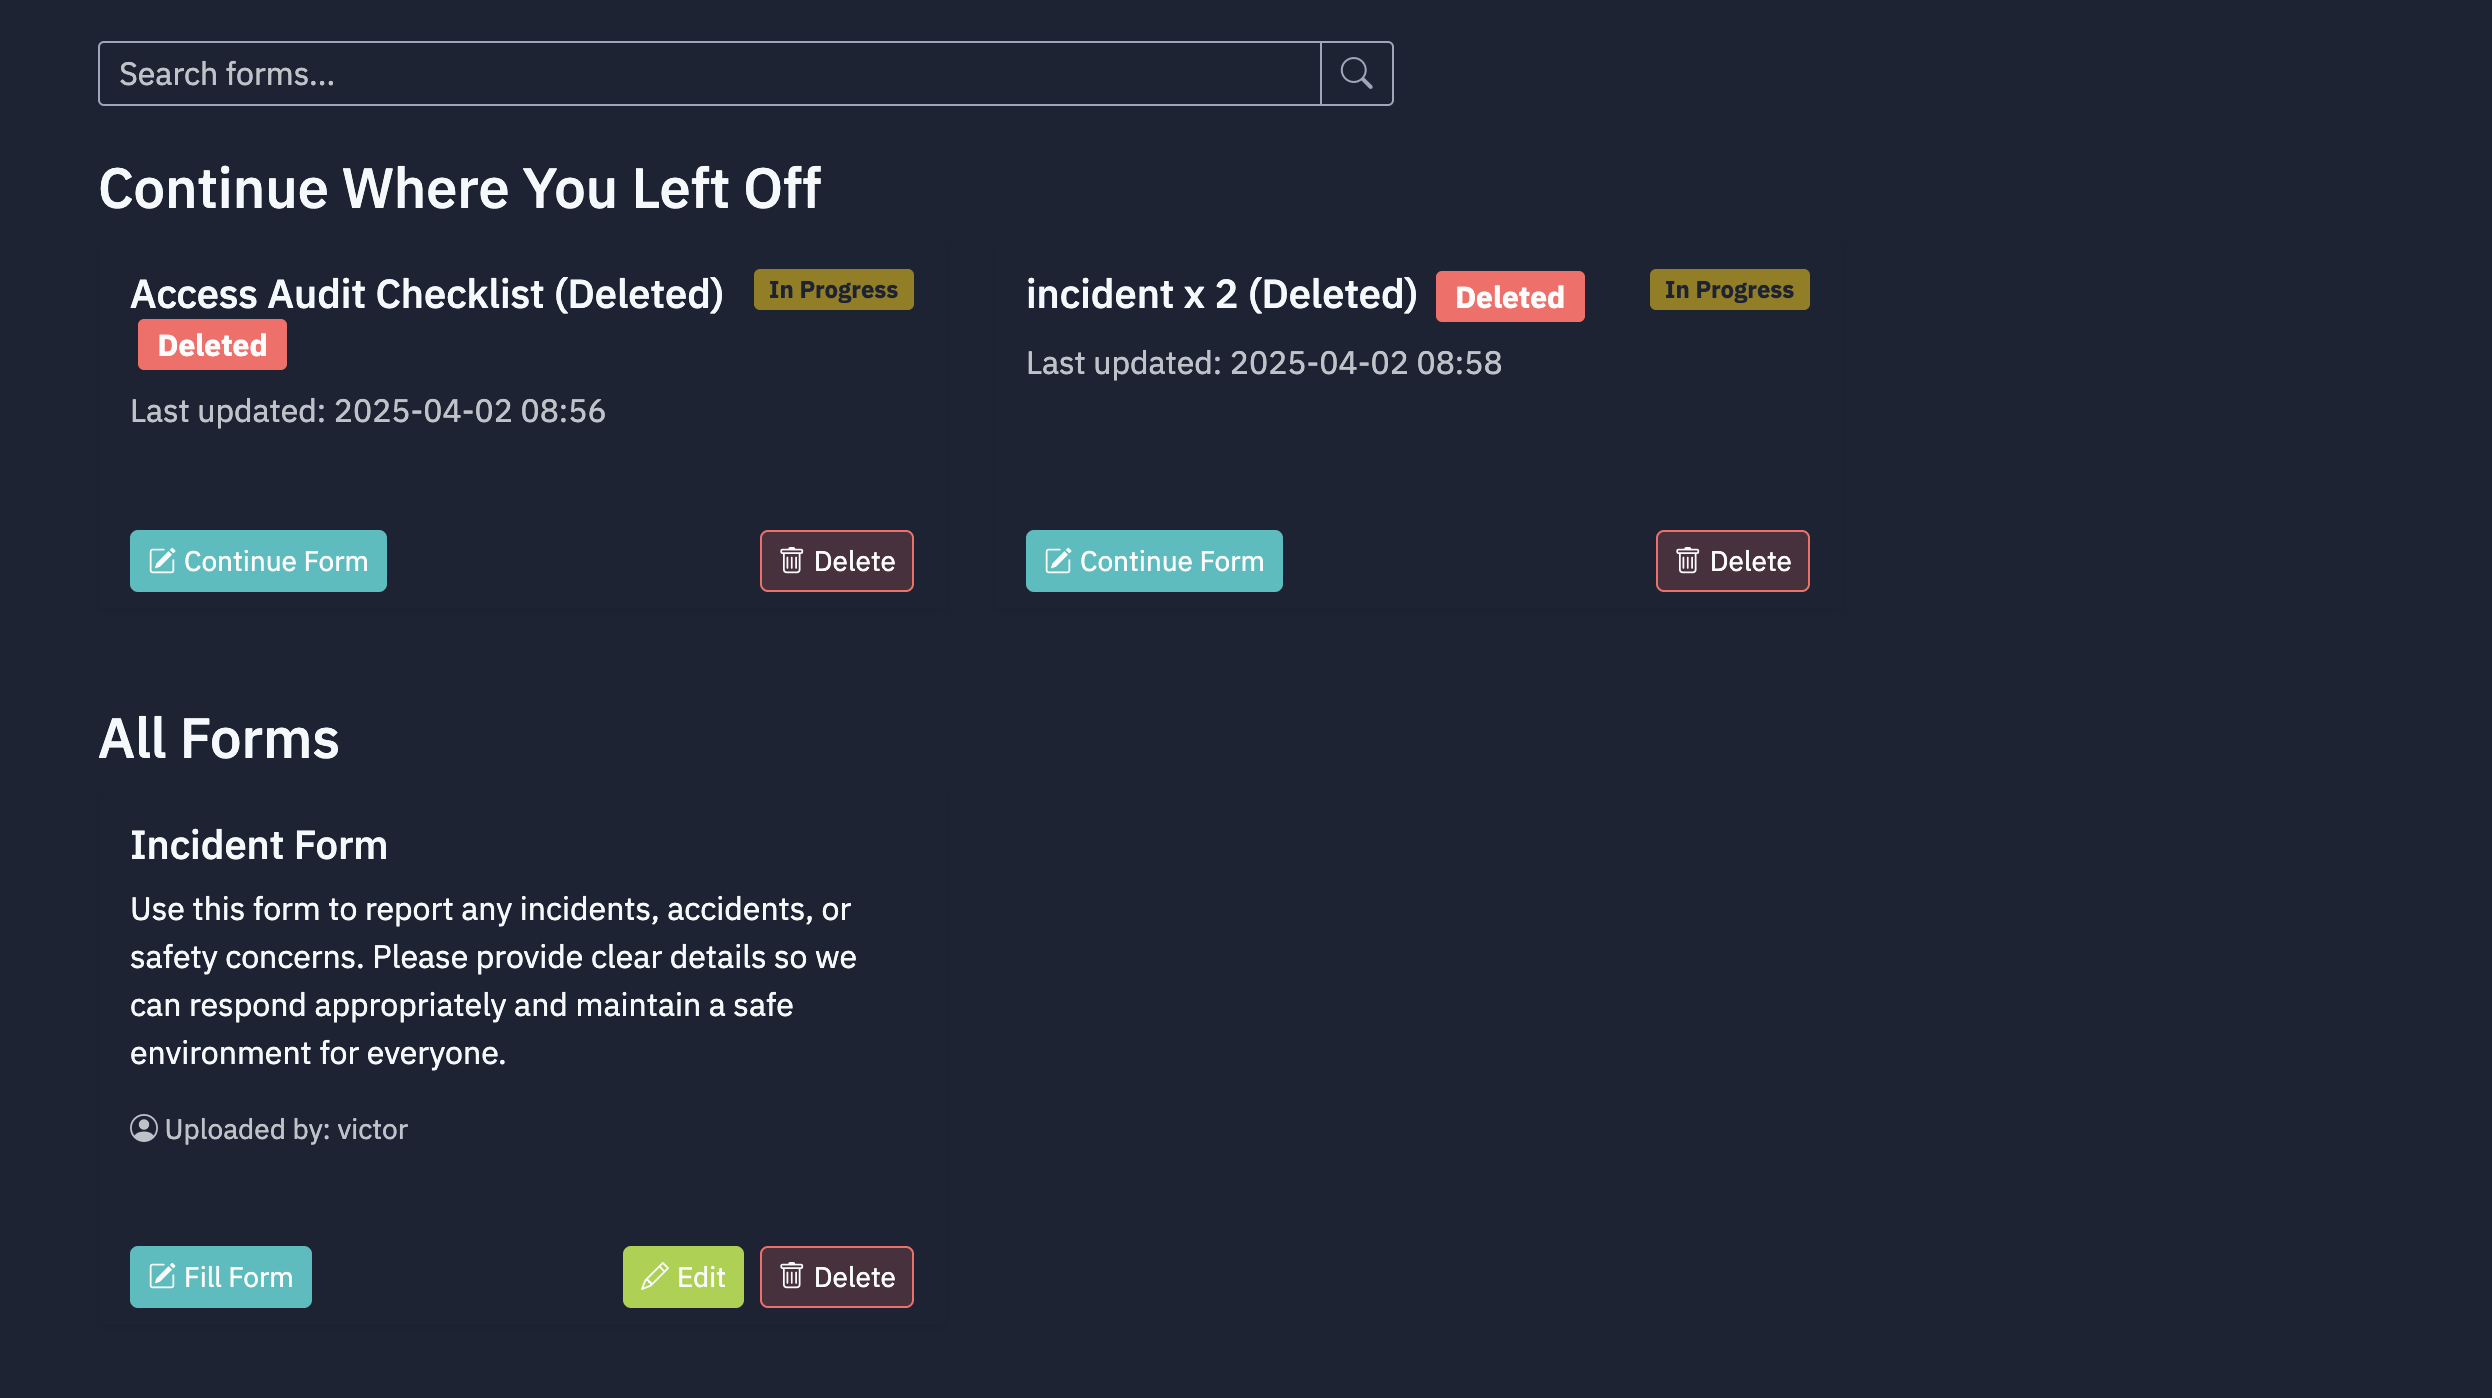 Search forms...
Continue Where You Left Off
Access Audit Checklist (Deleted)
Deleted
In Progress
Last updated: 2025-04-02 08:56
Continue Form
Delete
incident x 2 (Deleted) Deleted
In Progress
Last updated: 2025-04-02 08:58
Continue Form
Delete
All Forms
Incident Form
Use this form to report any incidents, accidents, or
safety concerns. Please provide clear details so we
can respond appropriately and maintain a safe
environment for everyone.
Uploaded by: victor
Fill Form
Edit
Delete